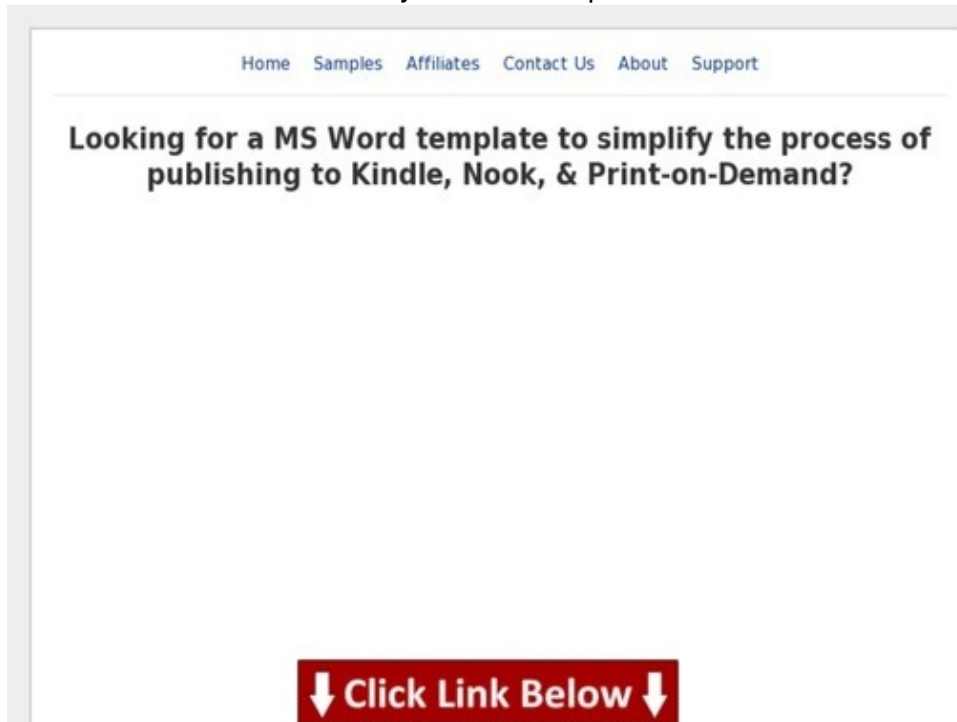 Home Samples Affiliates Contact Us About Support
Looking for a MS Word template to simplify the process of
publishing to Kindle, Nook, & Print-on-Demand?
Click Link Below